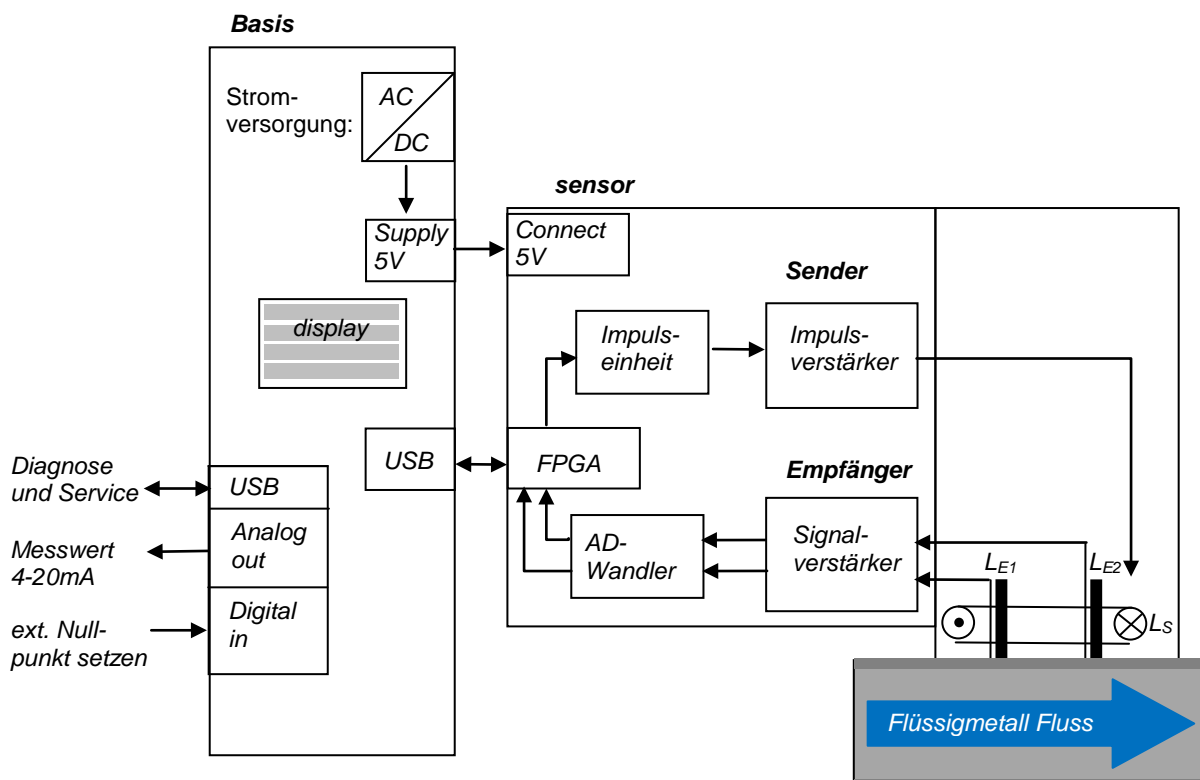 Basis
Strom-
versorgung:
AC
DC
Supply
5V
display
USB
Diagnose
und Service
USB
Messwert
4-20mA
Analog
out
ext. Null-
punkt setzen
Digital
in
sensor
Connect
5V
Sender
Impuls-
einheit
Impuls-
verstärker
FPGA
Empfänger
AD-
Wandler
Signal-
verstärker
LE1
LE2
LS
Flüssigmetall Fluss